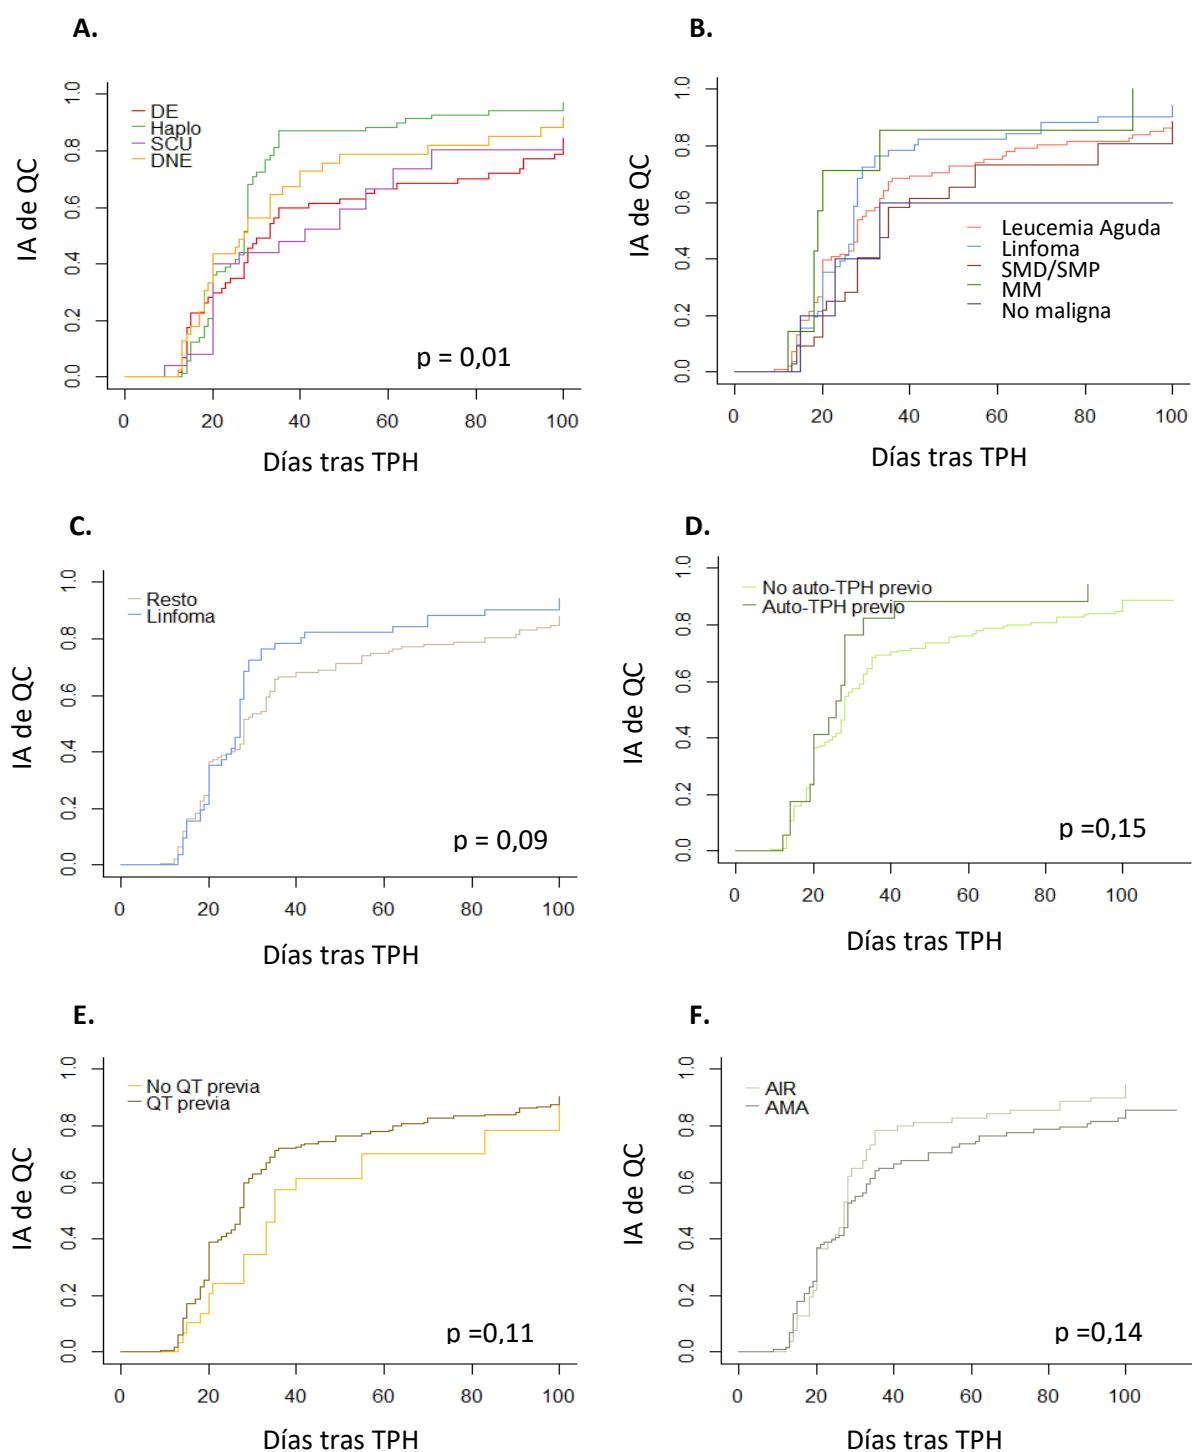 A.
IA de QC
1.0
0.8
0.6
0.4
0.2
0.0
DE
Haplo
SCU
DNE
p = 0,01
0 20 40 60 80 100
Días tras TPH
B.
IA de QC
1.0
0.8
0.6
0.4
0.2
0.0
Leucemia Aguda
Linfoma
SMD/SMP
MM
No maligna
0 20 40 60 80 100
Días tras TPH
C.
IA de QC
1.0
0.8
0.6
0.4
0.2
0.0
Resto
Linfoma
p = 0,09
0 20 40 60 80 100
Días tras TPH
D.
IA de QC
1.0
0.8
0.6
0.4
0.2
0.0
No auto-TPH previo
Auto-TPH previo
p =0,15
0 20 40 60 80 100
Días tras TPH
E.
IA de QC
1.0
0.8
0.6
0.4
0.2
0.0
No QT previa
QT previa
p =0,11
0 20 40 60 80 100
Días tras TPH
F.
IA de QC
1.0
0.8
0.6
0.4
0.2
0.0
AIR
AMA
p =0,14
0 20 40 60 80 100
Días tras TPH